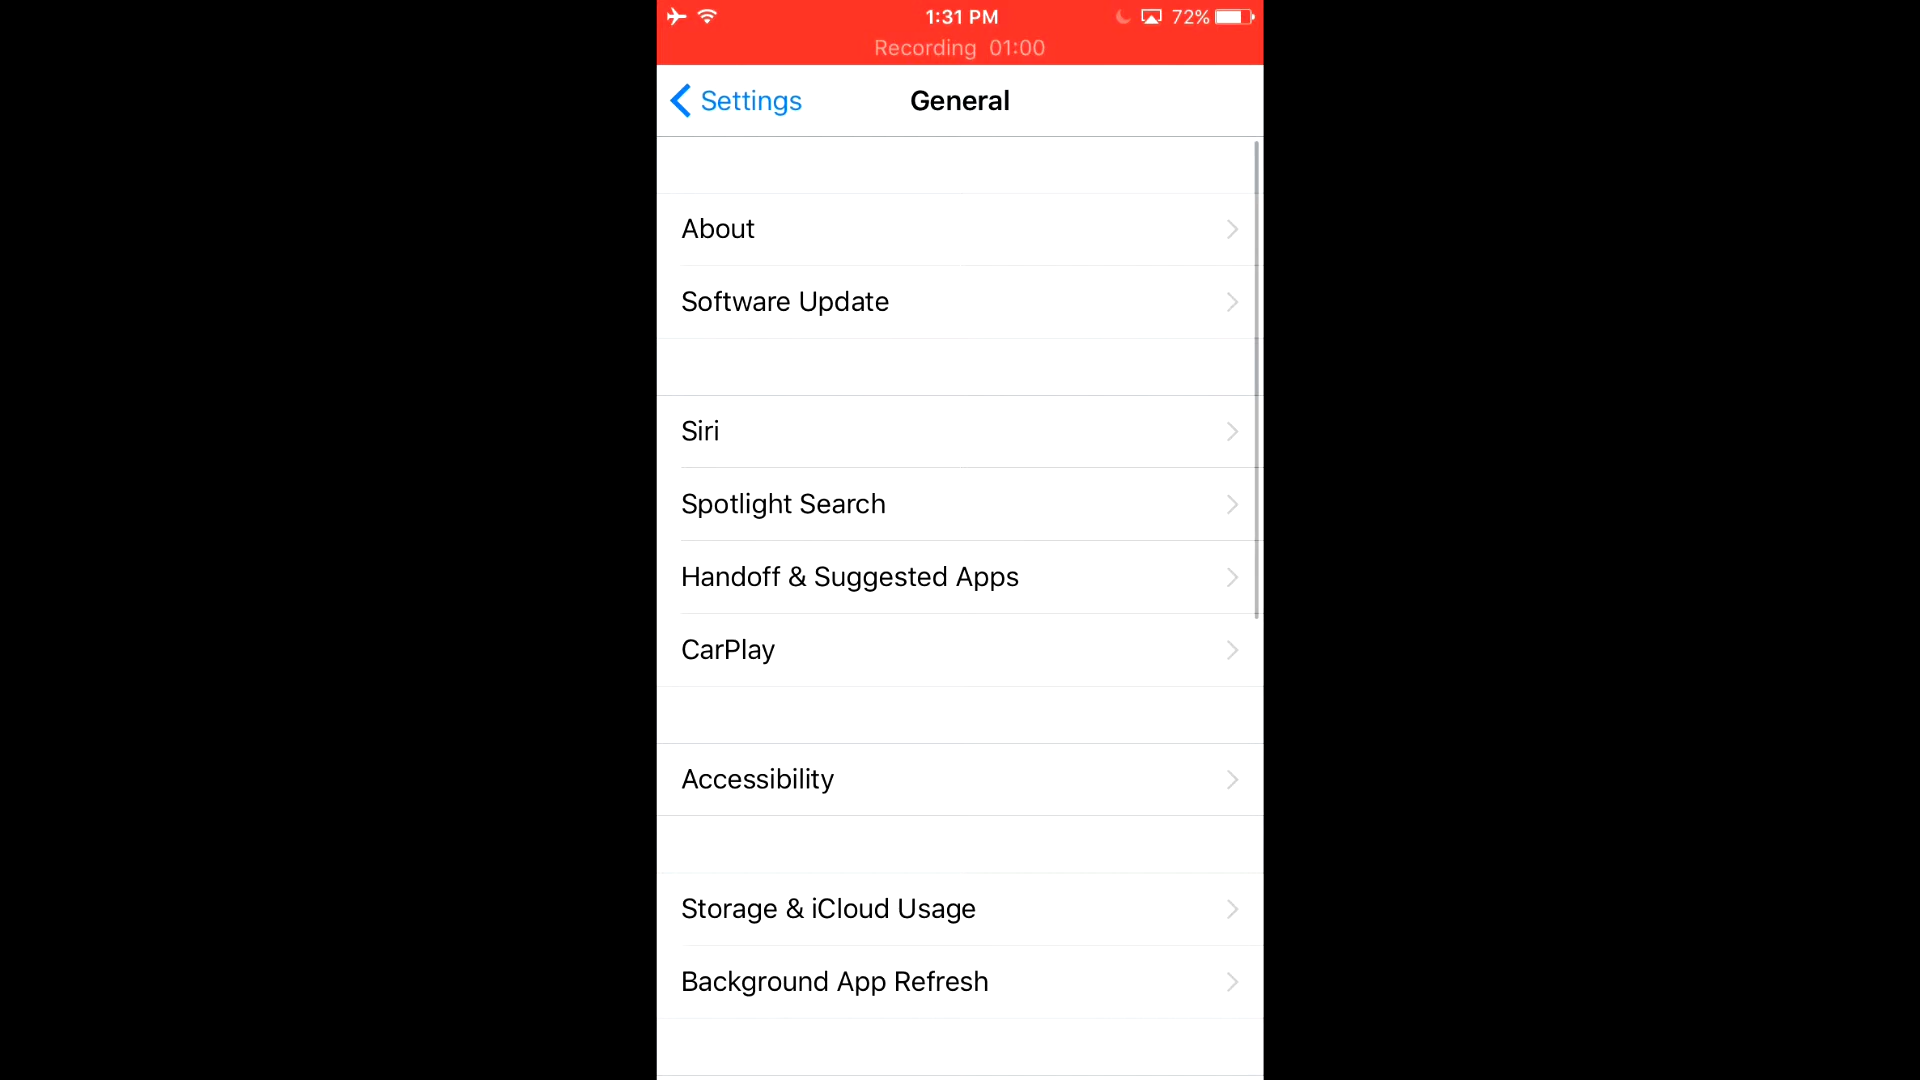 1:31 PM
72%
Recording 01:00
Settings
General
About
Software Update
Siri
Spotlight Search
Handoff & Suggested Apps
CarPlay
Accessibility
Storage & iCloud Usage
Background App Refresh